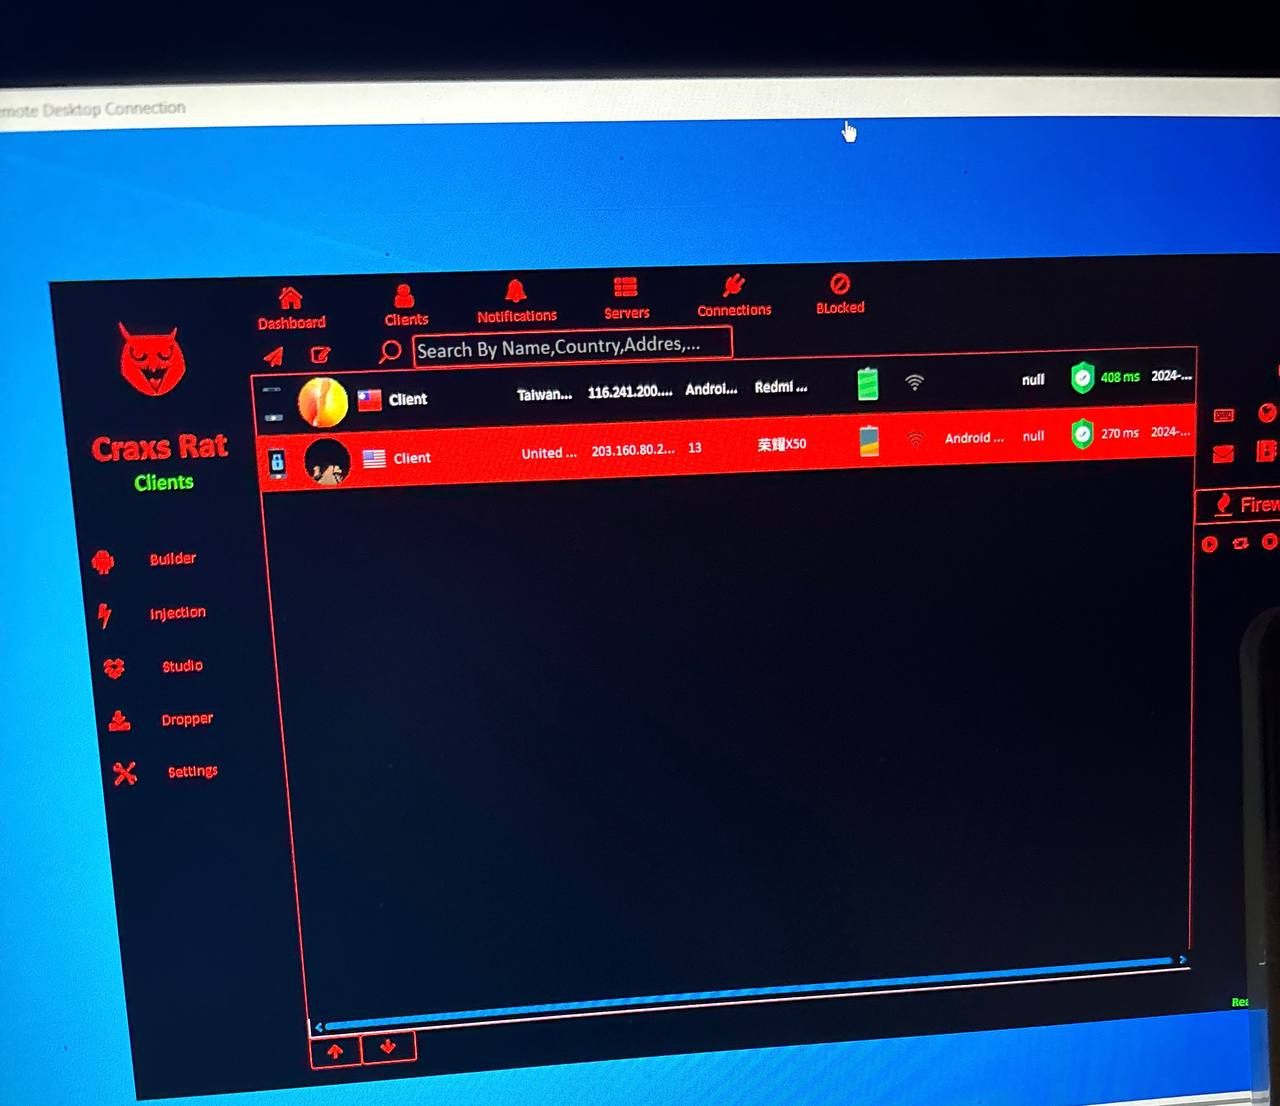 emote Desktop Connection
Dashboard
Clients
Notifications
Servers
Connections
BLocked
Search By Name,Country,Addres,...
Client Taiwan... 116.241.200.... Androi... Redmi ... null 408 ms 2024-...
Client United ... 203.160.80.2... 13 荣耀X50 Android ... null 270 ms 2024-...
Craxs Rat
Clients
Firew
Builder
Injection
Studio
Dropper
Settings
Rea